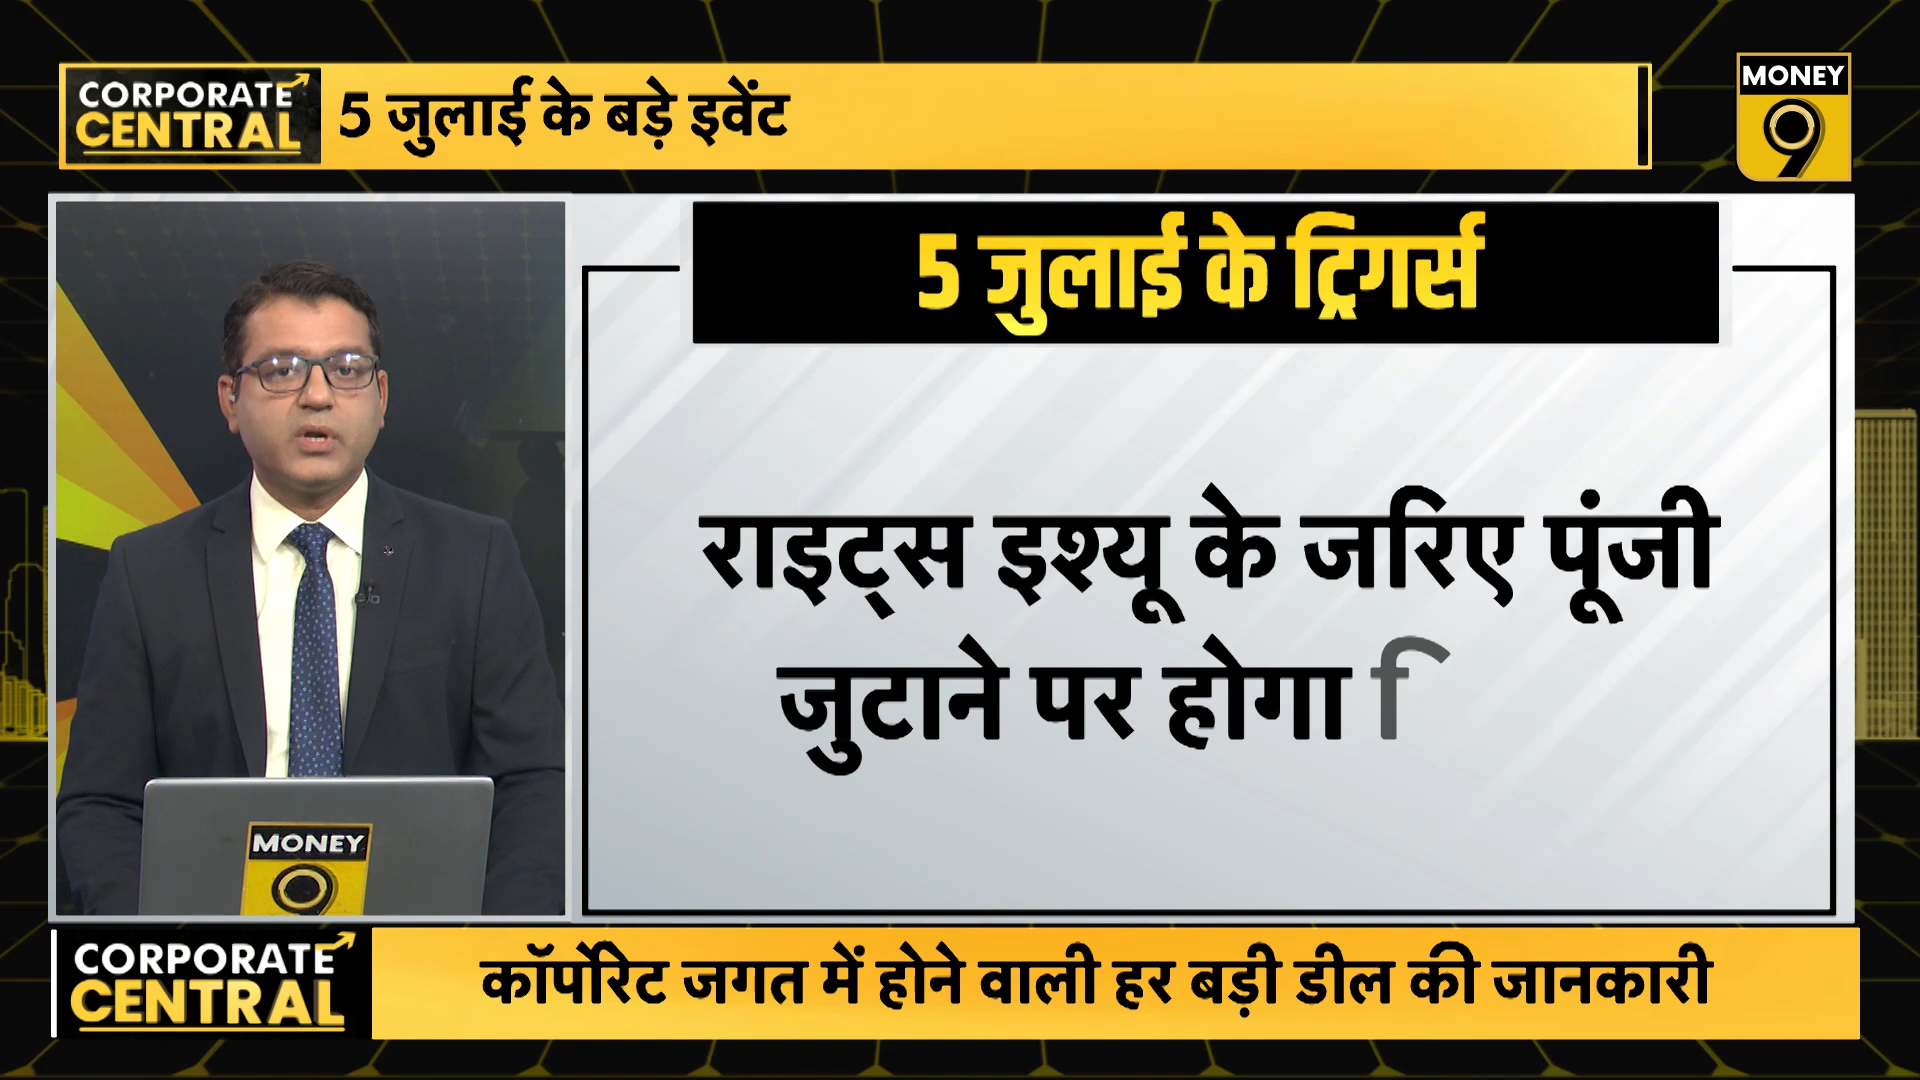 CORPORATE
CENTRAL
5 जुलाई के बड़े इवेंट
MONEY
9
5 जुलाई के ट्रिगर्स
राइट्स इश्यू के जरिए पूंजी
जुटाने पर होगा
MONEY
9
CORPORATE
CENTRAL
कॉर्पोरेट जगत में होने वाली हर बड़ी डील की जानकारी